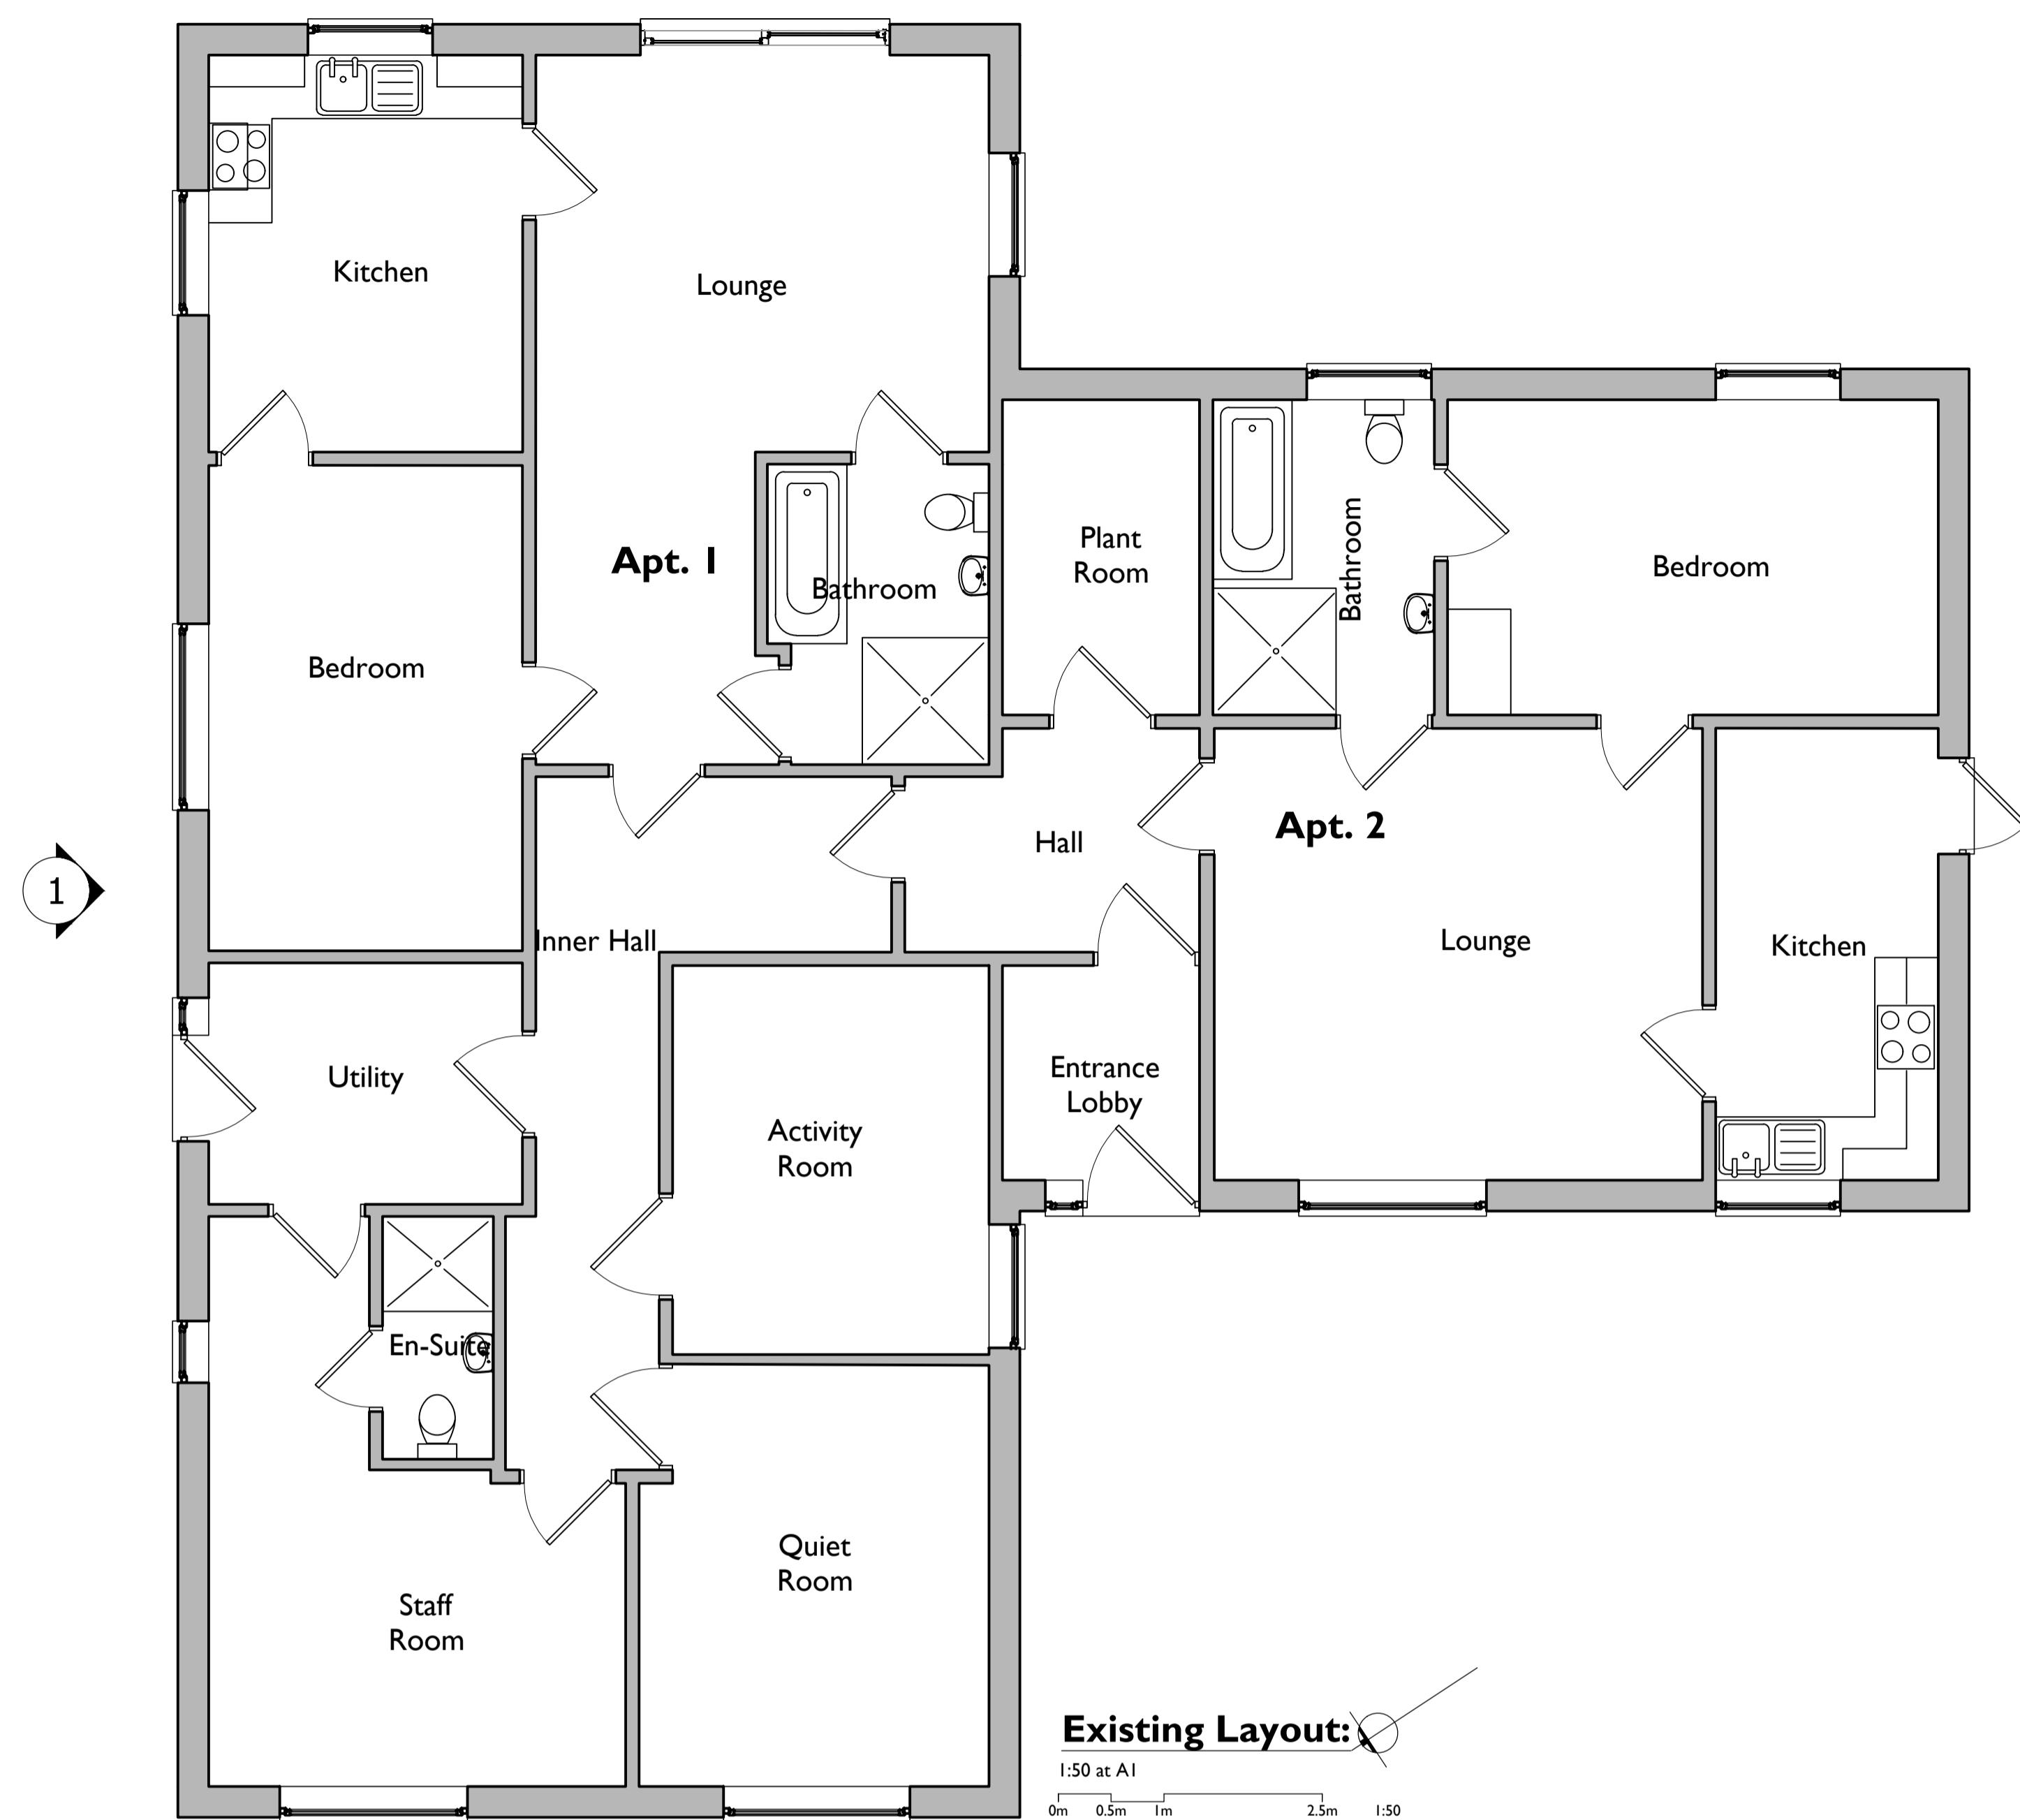 Kitchen
Lounge
Apt. 1
Bathroom
Plant
Room
Bathroom
Bedroom
Bedroom
Hall
Apt. 2
1
Inner Hall
Lounge
Kitchen
Utility
Entrance
Lobby
Activity
Room
En-Suite
Quiet
Room
Staff
Room
Existing Layout:
1:50 at A1
0m 0.5m 1m 2.5m 1:50